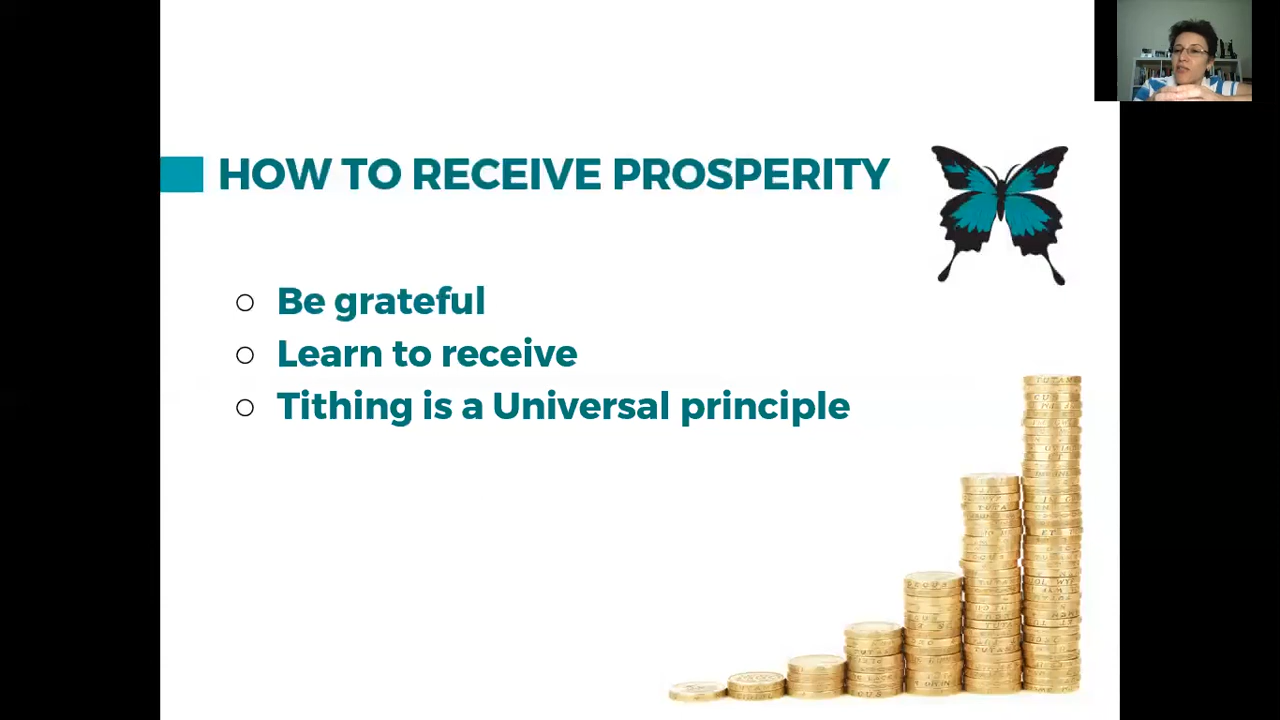 HOW TO RECEIVE PROSPERITY
Be grateful
Learn to receive
Tithing is a Universal principle